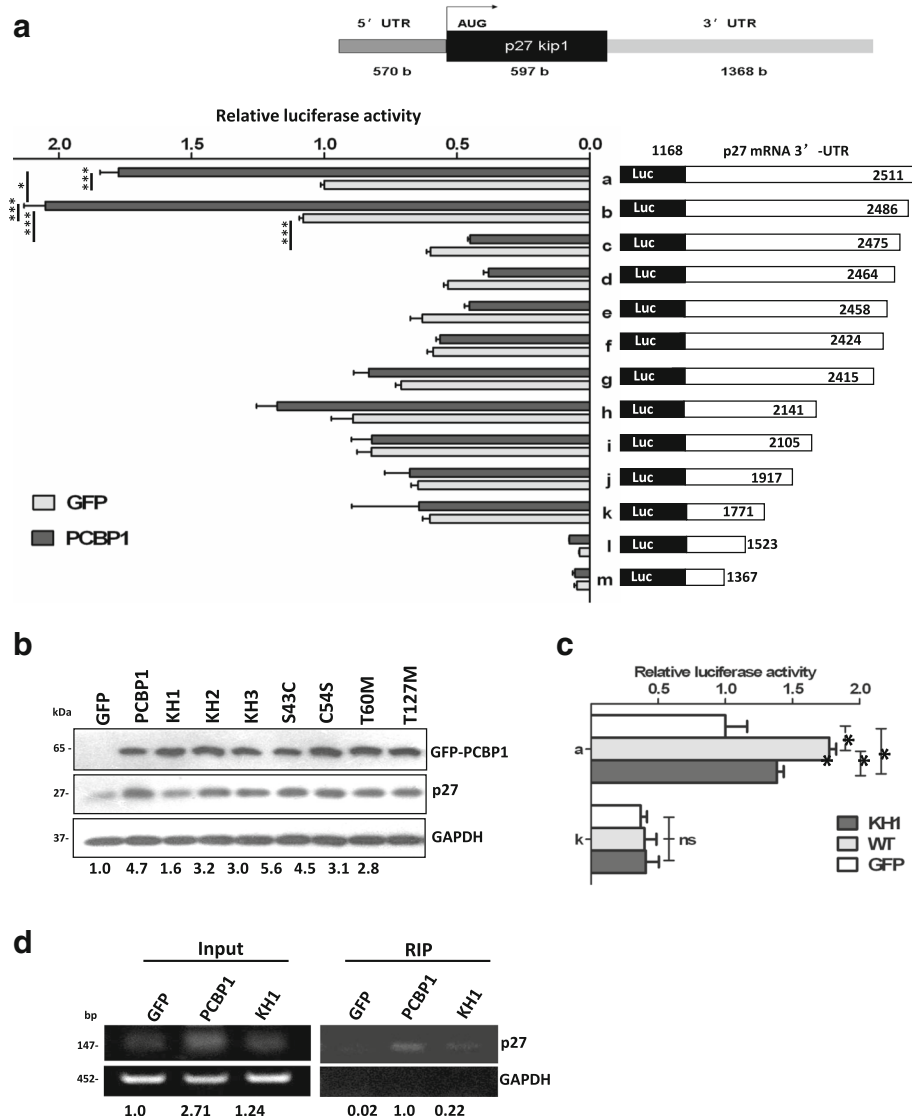 a
5′ UTR AUG 3′ UTR
p27 kip1
570 b 597 b 1368 b
Relative luciferase activity
2.0 1.5 1.0 0.5 0.0 1168 p27 mRNA 3′ -UTR
*** * a Luc 2511
*** *** b Luc 2486
*** c Luc 2475
d Luc 2464
e Luc 2458
f Luc 2424
g Luc 2415
h Luc 2141
i Luc 2105
j Luc 1917
k Luc 1771
l Luc 1523
m Luc 1367
GFP
PCBP1
b
kDa GFP PCBP1 KH1 KH2 KH3 S43C C54S T60M T127M
65 - GFP-PCBP1
27- p27
37- GAPDH
1.0 4.7 1.6 3.2 3.0 5.6 4.5 3.1 2.8
c
Relative luciferase activity
0.5 1.0 1.5 2.0
a * * * *
k ns
KH1
WT
GFP
d
Input RIP
bp GFP PCBP1 KH1 GFP PCBP1 KH1
147- p27
452- GAPDH
1.0 2.71 1.24 0.02 1.0 0.22